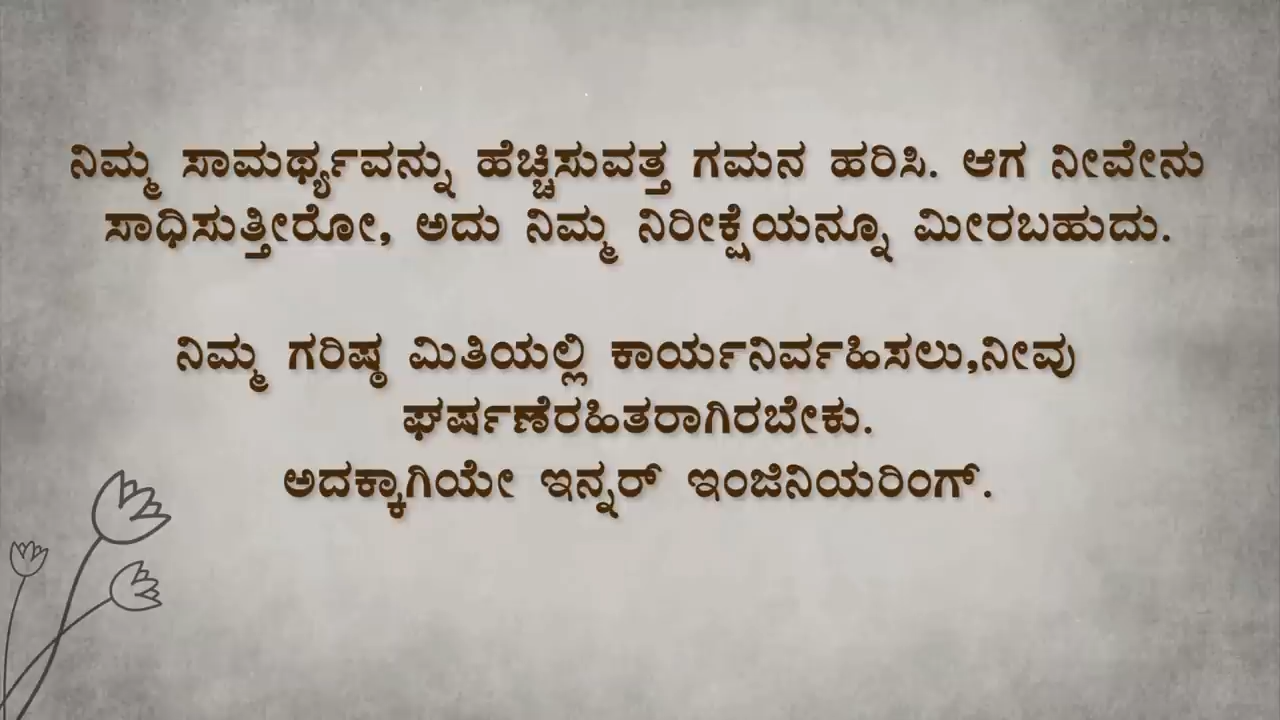 ನಿಮ್ಮ ಸಾಮರ್ಥ್ಯವನ್ನು ಹೆಚ್ಚಿಸುವತ್ತ ಗಮನ ಹರಿಸಿ. ಆಗ ನೀವೇನು
ಸಾಧಿಸುತ್ತೀರೋ, ಅದು ನಿಮ್ಮ ನಿರೀಕ್ಷೆಯನ್ನೂ ಮೀರಬಹುದು.
ನಿಮ್ಮ ಗರಿಷ್ಠ ಮಿತಿಯಲ್ಲಿ ಕಾರ್ಯನಿರ್ವಹಿಸಲು,ನೀವು
ಘರ್ಷಣೆರಹಿತರಾಗಿರಬೇಕು.
ಅದಕ್ಕಾಗಿಯೇ ಇನ್ನರ್ ಇಂಜಿನಿಯರಿಂಗ್.